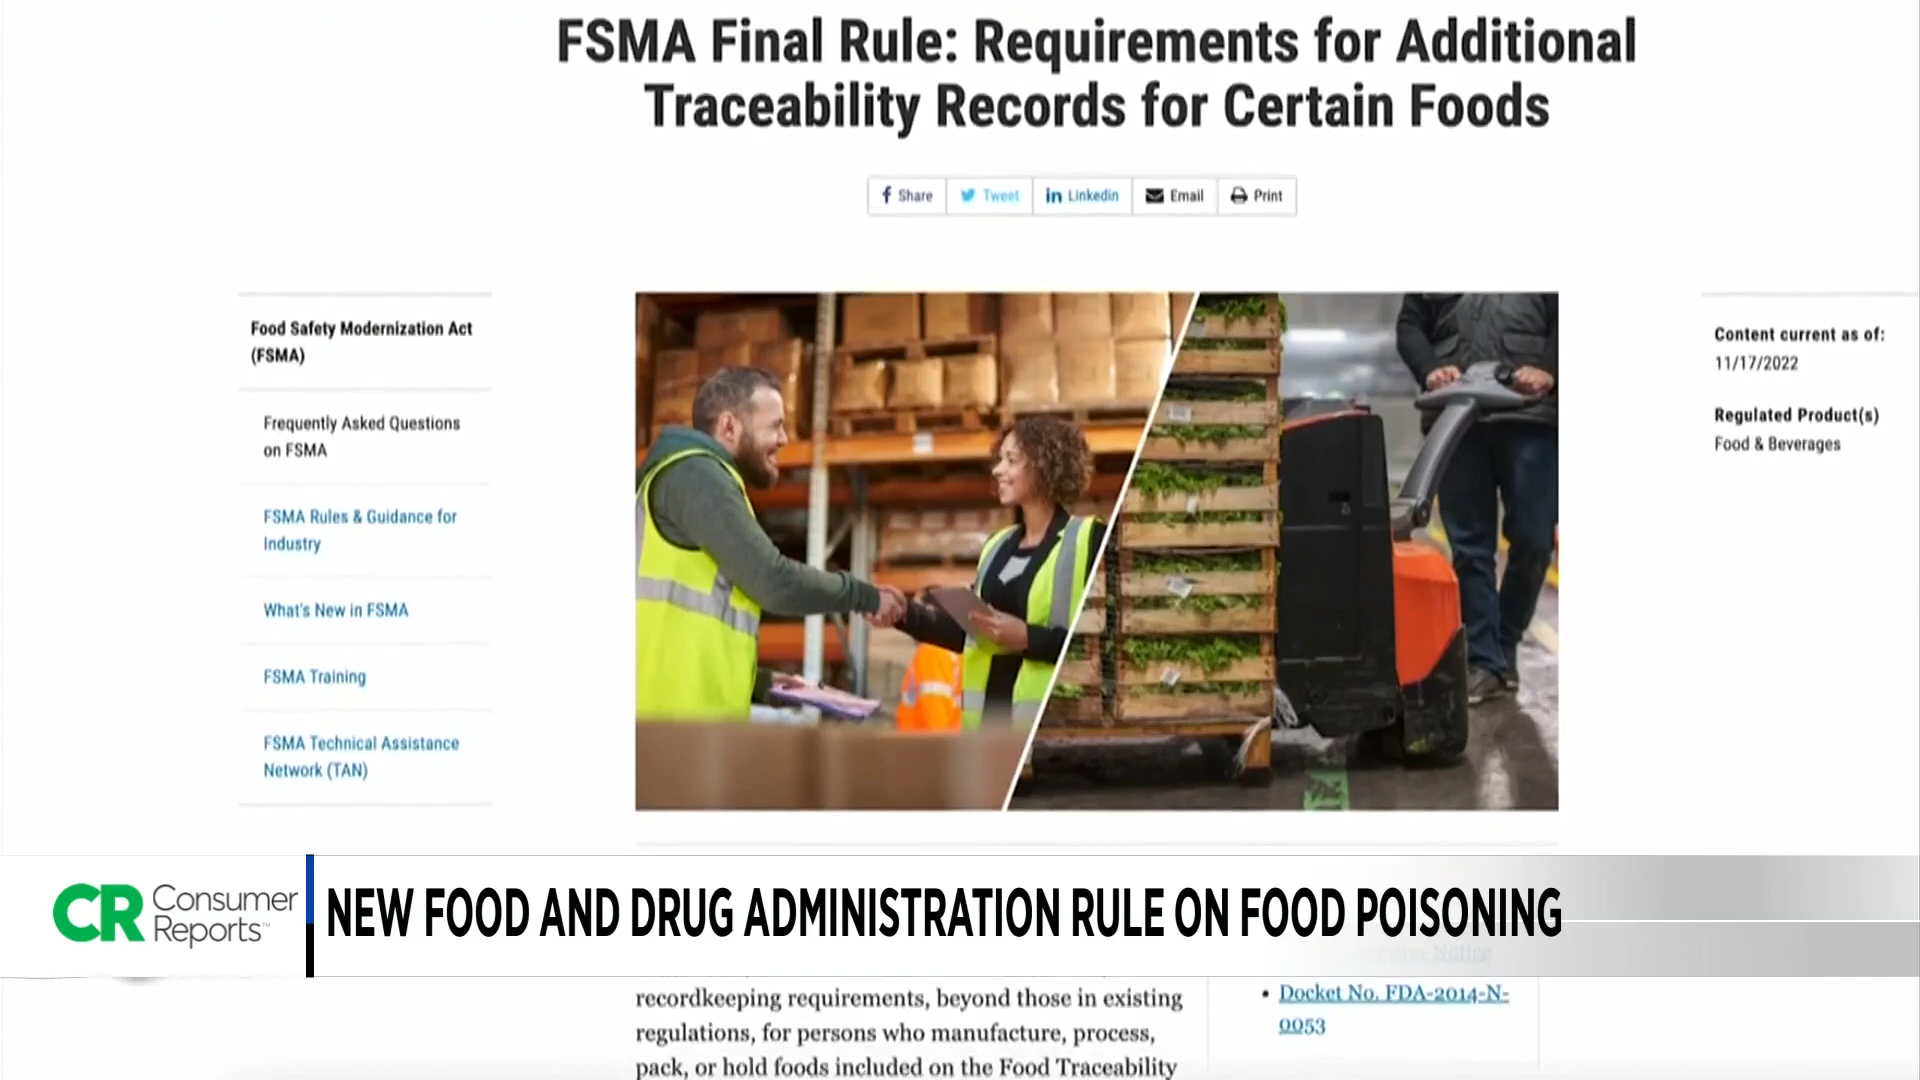 FSMA Final Rule: Requirements for Additional
Traceability Records for Certain Foods
Share
Tweet
Linkedin
Email
Print
Food Safety Modernization Act
(FSMA)
Frequently Asked Questions
on FSMA
FSMA Rules & Guidance for
Industry
What's New in FSMA
FSMA Training
FSMA Technical Assistance
Network (TAN)
Content current as of:
11/17/2022
Regulated Product(s)
Food & Beverages
CR Consumer
Reports™
NEW FOOD AND DRUG ADMINISTRATION RULE ON FOOD POISONING
Notice
recordkeeping requirements, beyond those in existing
regulations, for persons who manufacture, process,
pack, or hold foods included on the Food Traceability
• Docket No. FDA-2014-N-
0053